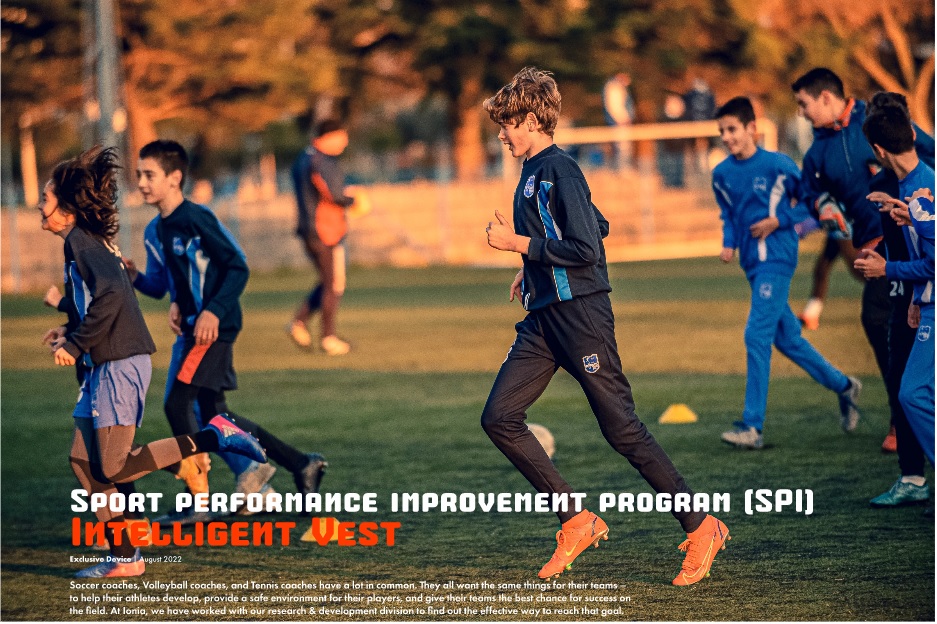 24
Sport performance improvement program (SPI)
Intelligent Vest
Exclusive Device | August 2022
Soccer coaches, Volleyball coaches, and Tennis coaches have a lot in common. They all want the same things for their teams –
to help their athletes develop, provide a safe environment for their players, and give their teams the best chance for success on
the field. At Ionia, we have worked with our research & development division to find out the effective way to reach that goal.